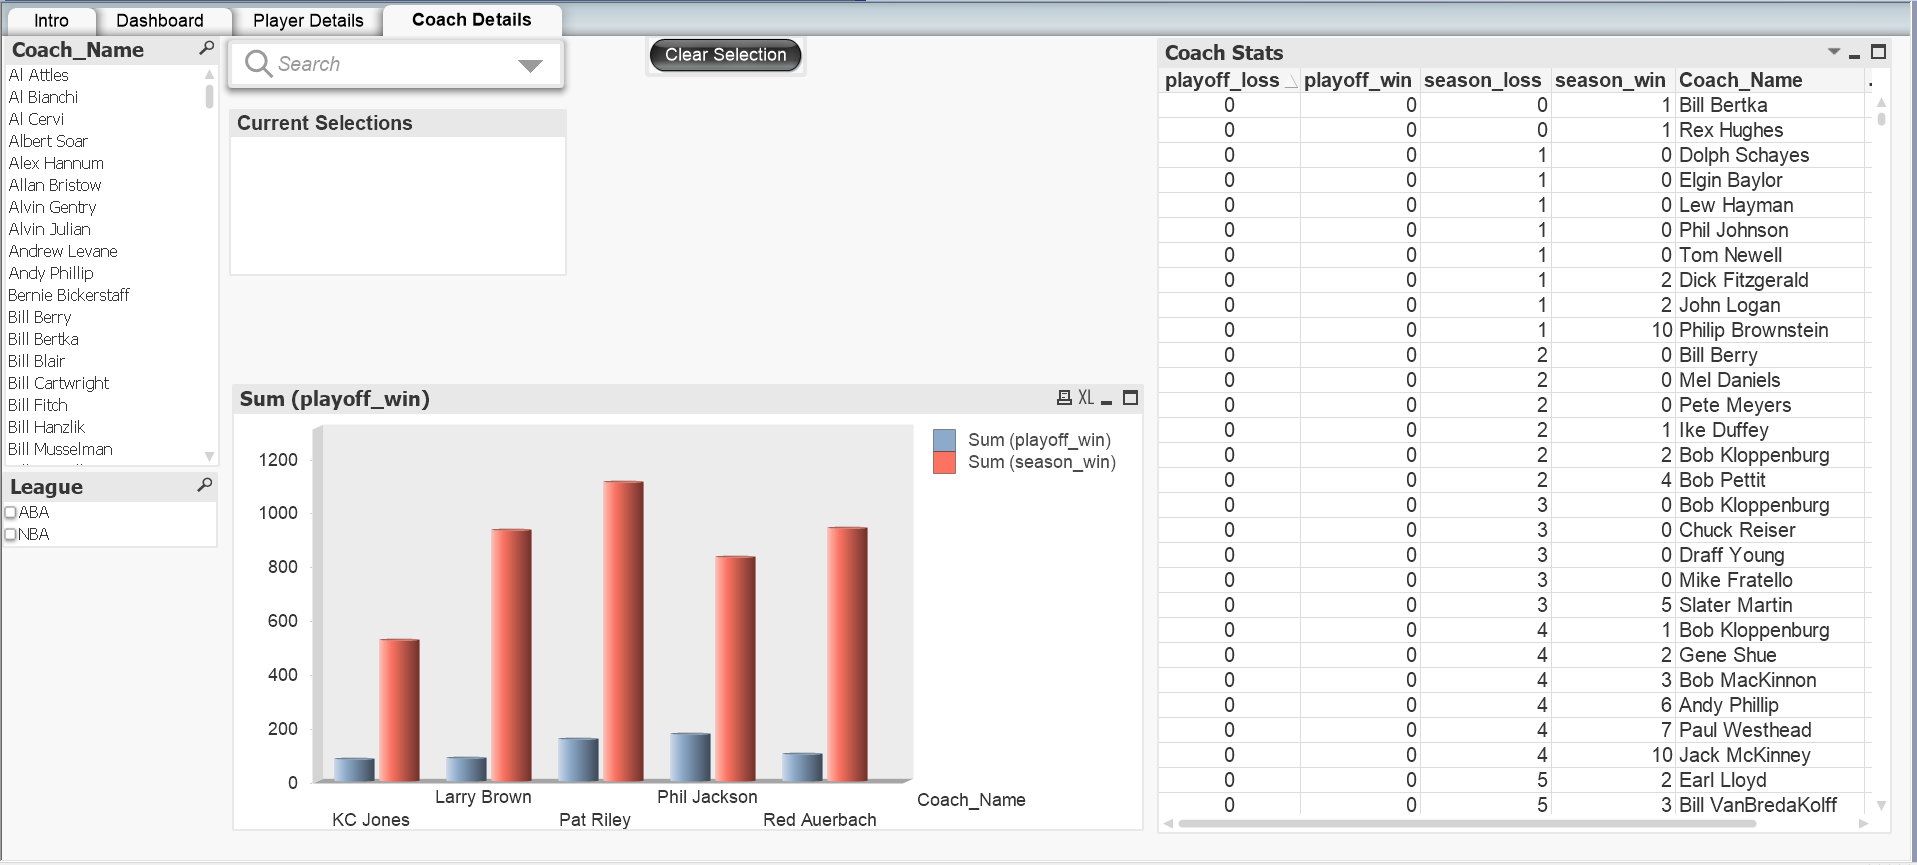 Intro
Dashboard
Player Details
Coach Details
Coach_Name
Al Attles
Al Bianchi
Al Cervi
Albert Soar
Alex Hannum
Allan Bristow
Alvin Gentry
Alvin Julian
Andrew Levane
Andy Phillip
Bernie Bickerstaff
Bill Berry
Bill Bertka
Bill Blair
Bill Cartwright
Bill Fitch
Bill Hanzlik
Bill Musselman
League
ABA
NBA
Search
Clear Selection
Current Selections
Sum (playoff_win)
XL
Sum (playoff_win)
Sum (season_win)
1200
1000
800
600
400
200
0
KC Jones
Larry Brown
Pat Riley
Phil Jackson
Red Auerbach
Coach_Name
Coach Stats
playoff_loss playoff_win season_loss season_win Coach_Name
0 0 0 1 Bill Bertka
0 0 0 1 Rex Hughes
0 0 1 0 Dolph Schayes
0 0 1 0 Elgin Baylor
0 0 1 0 Lew Hayman
0 0 1 0 Phil Johnson
0 0 1 0 Tom Newell
0 0 1 2 Dick Fitzgerald
0 0 1 2 John Logan
0 0 1 10 Philip Brownstein
0 0 2 0 Bill Berry
0 0 2 0 Mel Daniels
0 0 2 0 Pete Meyers
0 0 2 1 Ike Duffey
0 0 2 2 Bob Kloppenburg
0 0 2 4 Bob Pettit
0 0 3 0 Bob Kloppenburg
0 0 3 0 Chuck Reiser
0 0 3 0 Draff Young
0 0 3 0 Mike Fratello
0 0 3 5 Slater Martin
0 0 4 1 Bob Kloppenburg
0 0 4 2 Gene Shue
0 0 4 3 Bob MacKinnon
0 0 4 6 Andy Phillip
0 0 4 7 Paul Westhead
0 0 4 10 Jack McKinney
0 0 5 2 Earl Lloyd
0 0 5 3 Bill VanBredaKolff